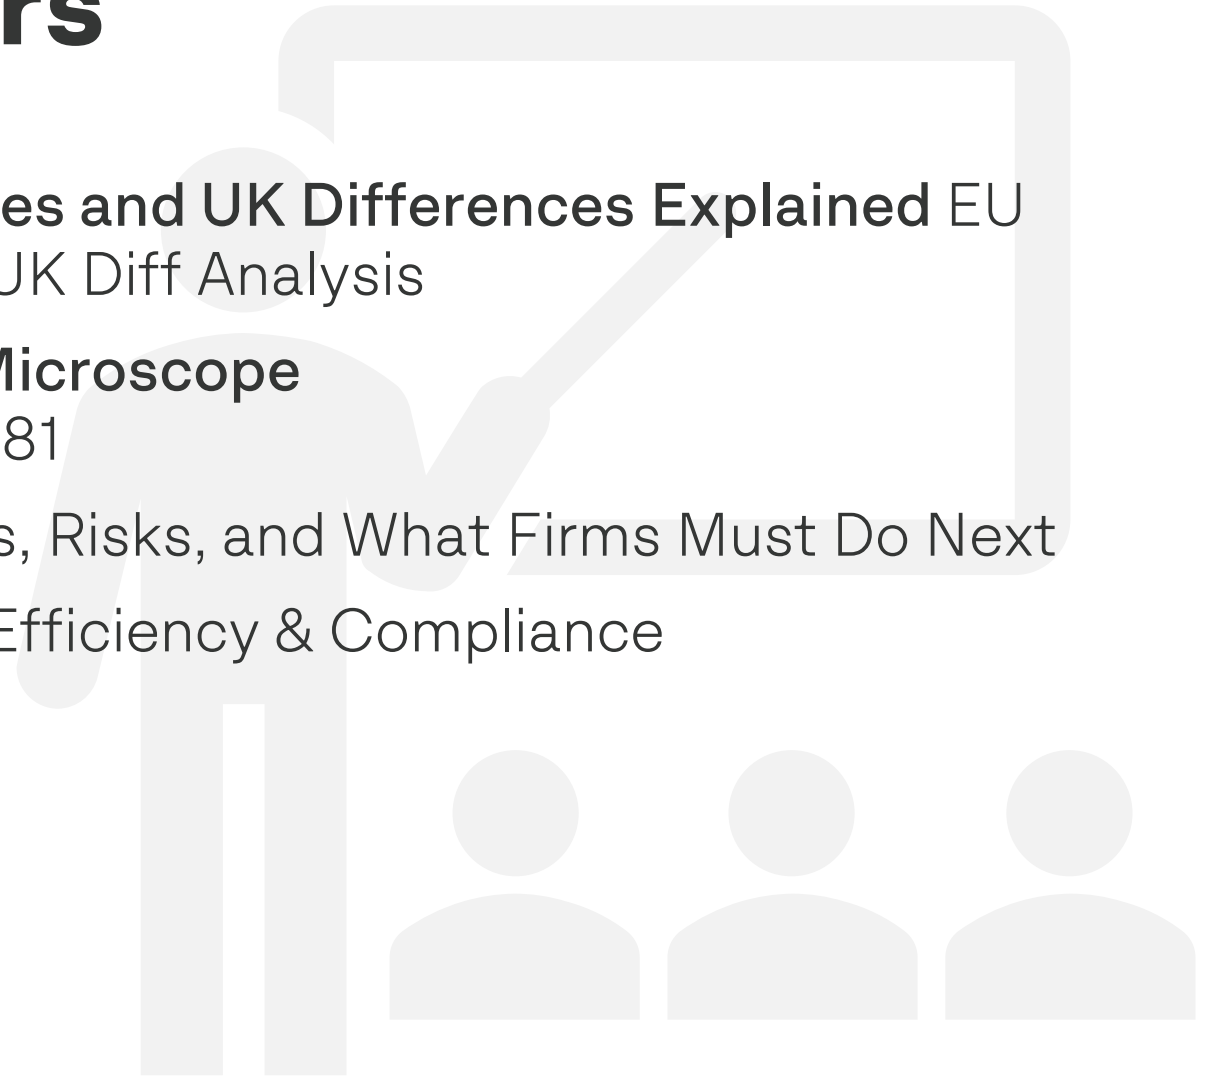 rs
es and UK Differences Explained EU
UK Diff Analysis
Microscope
81
s, Risks, and What Firms Must Do Next
Efficiency & Compliance